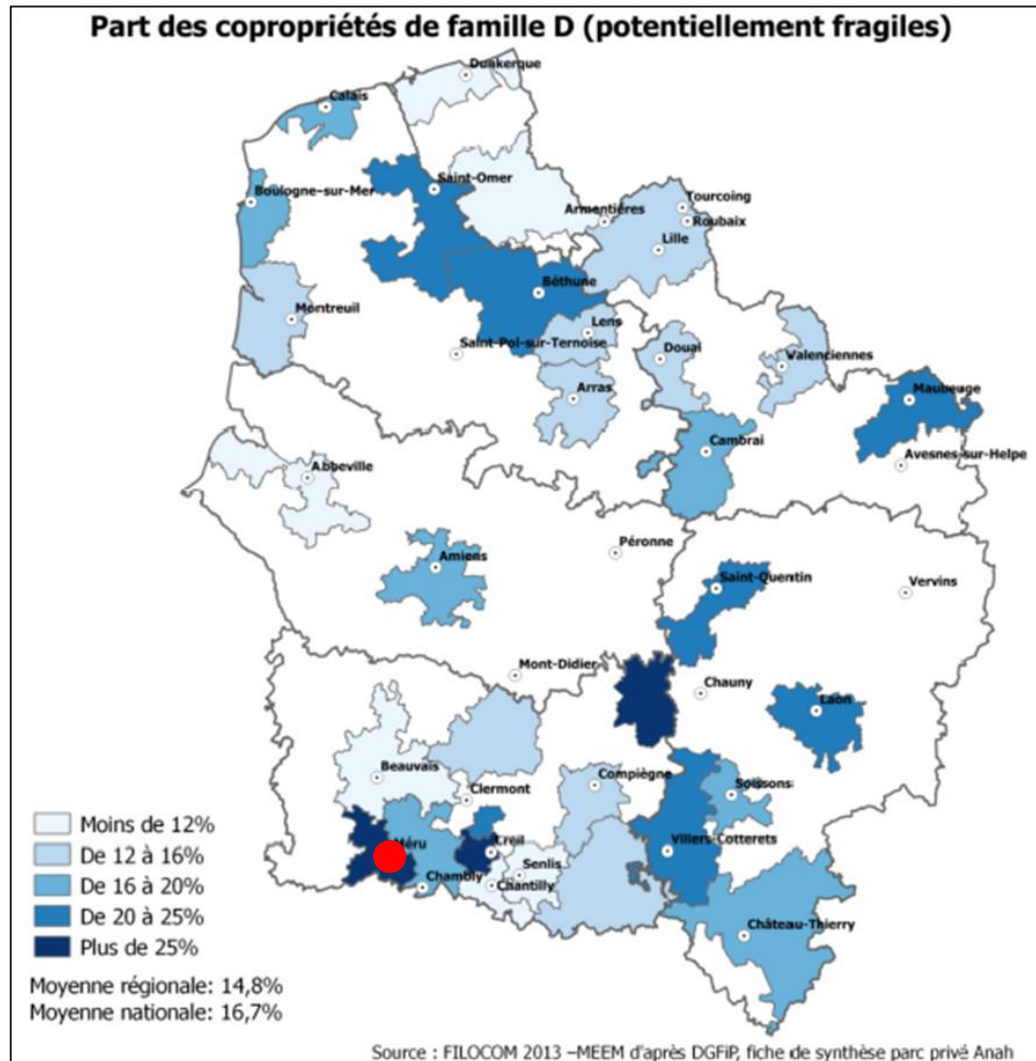 Part des copropriétés de famille D (potentiellement fragiles)
Dunkerque
Calais
Saint-Omer
Boulogne-sur-Mer
Tourcoing
Armentières
Roubaix
Lille
Béthune
Montreuil
Lens
Saint-Pol-sur-Ternoise
Douai
Valenciennes
Arras
Maubeuge
Cambrai
Avesnes-sur-Helpe
Abbeville
Péronne
Amiens
Saint-Quentin
Vervins
Mont-Didier
Chauny
Laon
Beauvais
Compiègne
Clermont
Soissons
Méru
Creil
Villers-Cotterets
Senlis
Chambly
Chantilly
Château-Thierry
Moins de 12%
De 12 à 16%
De 16 à 20%
De 20 à 25%
Plus de 25%
Moyenne régionale: 14,8%
Moyenne nationale: 16,7%
Source : FILOCOM 2013 –MEEM d'après DGFiP, fiche de synthèse parc privé Anah